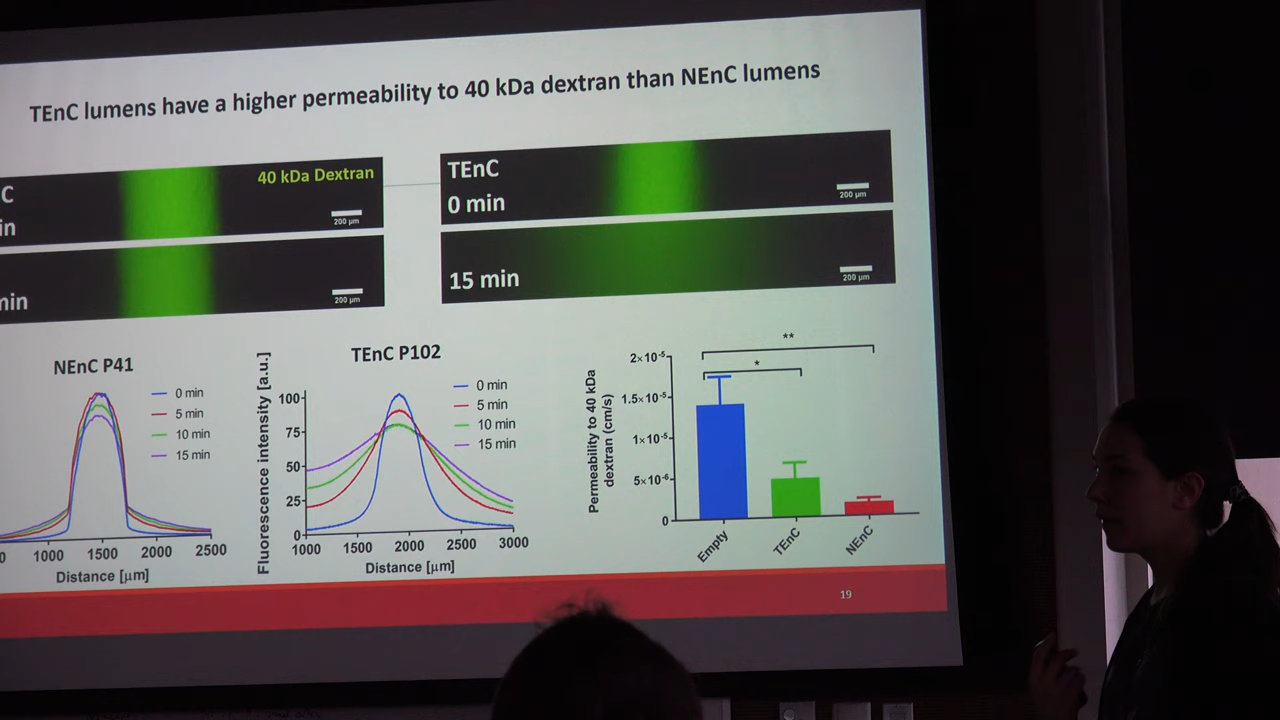 TEnC lumens have a higher permeability to 40 kDa dextran than NEnC lumens
C
in
40 kDa Dextran
200 µm
min
200 µm
TEnC
0 min
200 µm
15 min
200 µm
NEnC P41
0 min
5 min
10 min
15 min
0
1000
1500
2000
2500
Distance [µm]
TEnC P102
Fluorescence intensity [a.u.]
100
75
50
25
0
0 min
5 min
10 min
15 min
1000
1500
2000
2500
3000
Distance [µm]
Permeability to 40 kDa
dextran (cm/s)
2×10⁻⁵
1.5×10⁻⁵
1×10⁻⁵
5×10⁻⁶
0
**
*
Empty
TEnC
NEnC
19